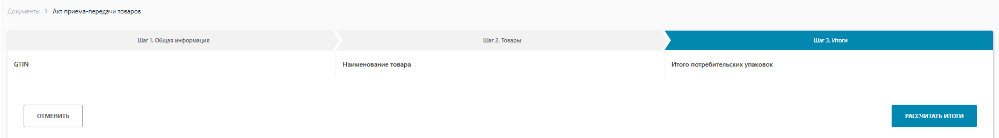 Документы > Акт приема-передачи товаров
Шаг 1. Общая информация Шаг 2. Товары Шаг 3. Итоги
GTIN Наименование товара Итого потребительских упаковок
ОТМЕНИТЬ РАССЧИТАТЬ ИТОГИ